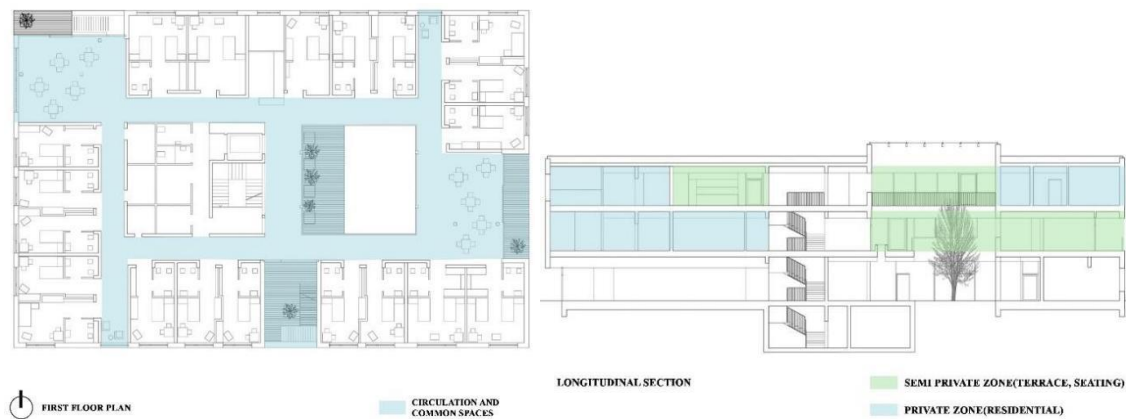 FIRST FLOOR PLAN
CIRCULATION AND
COMMON SPACES
LONGITUDINAL SECTION
SEMI PRIVATE ZONE(TERRACE, SEATING)
PRIVATE ZONE(RESIDENTIAL)